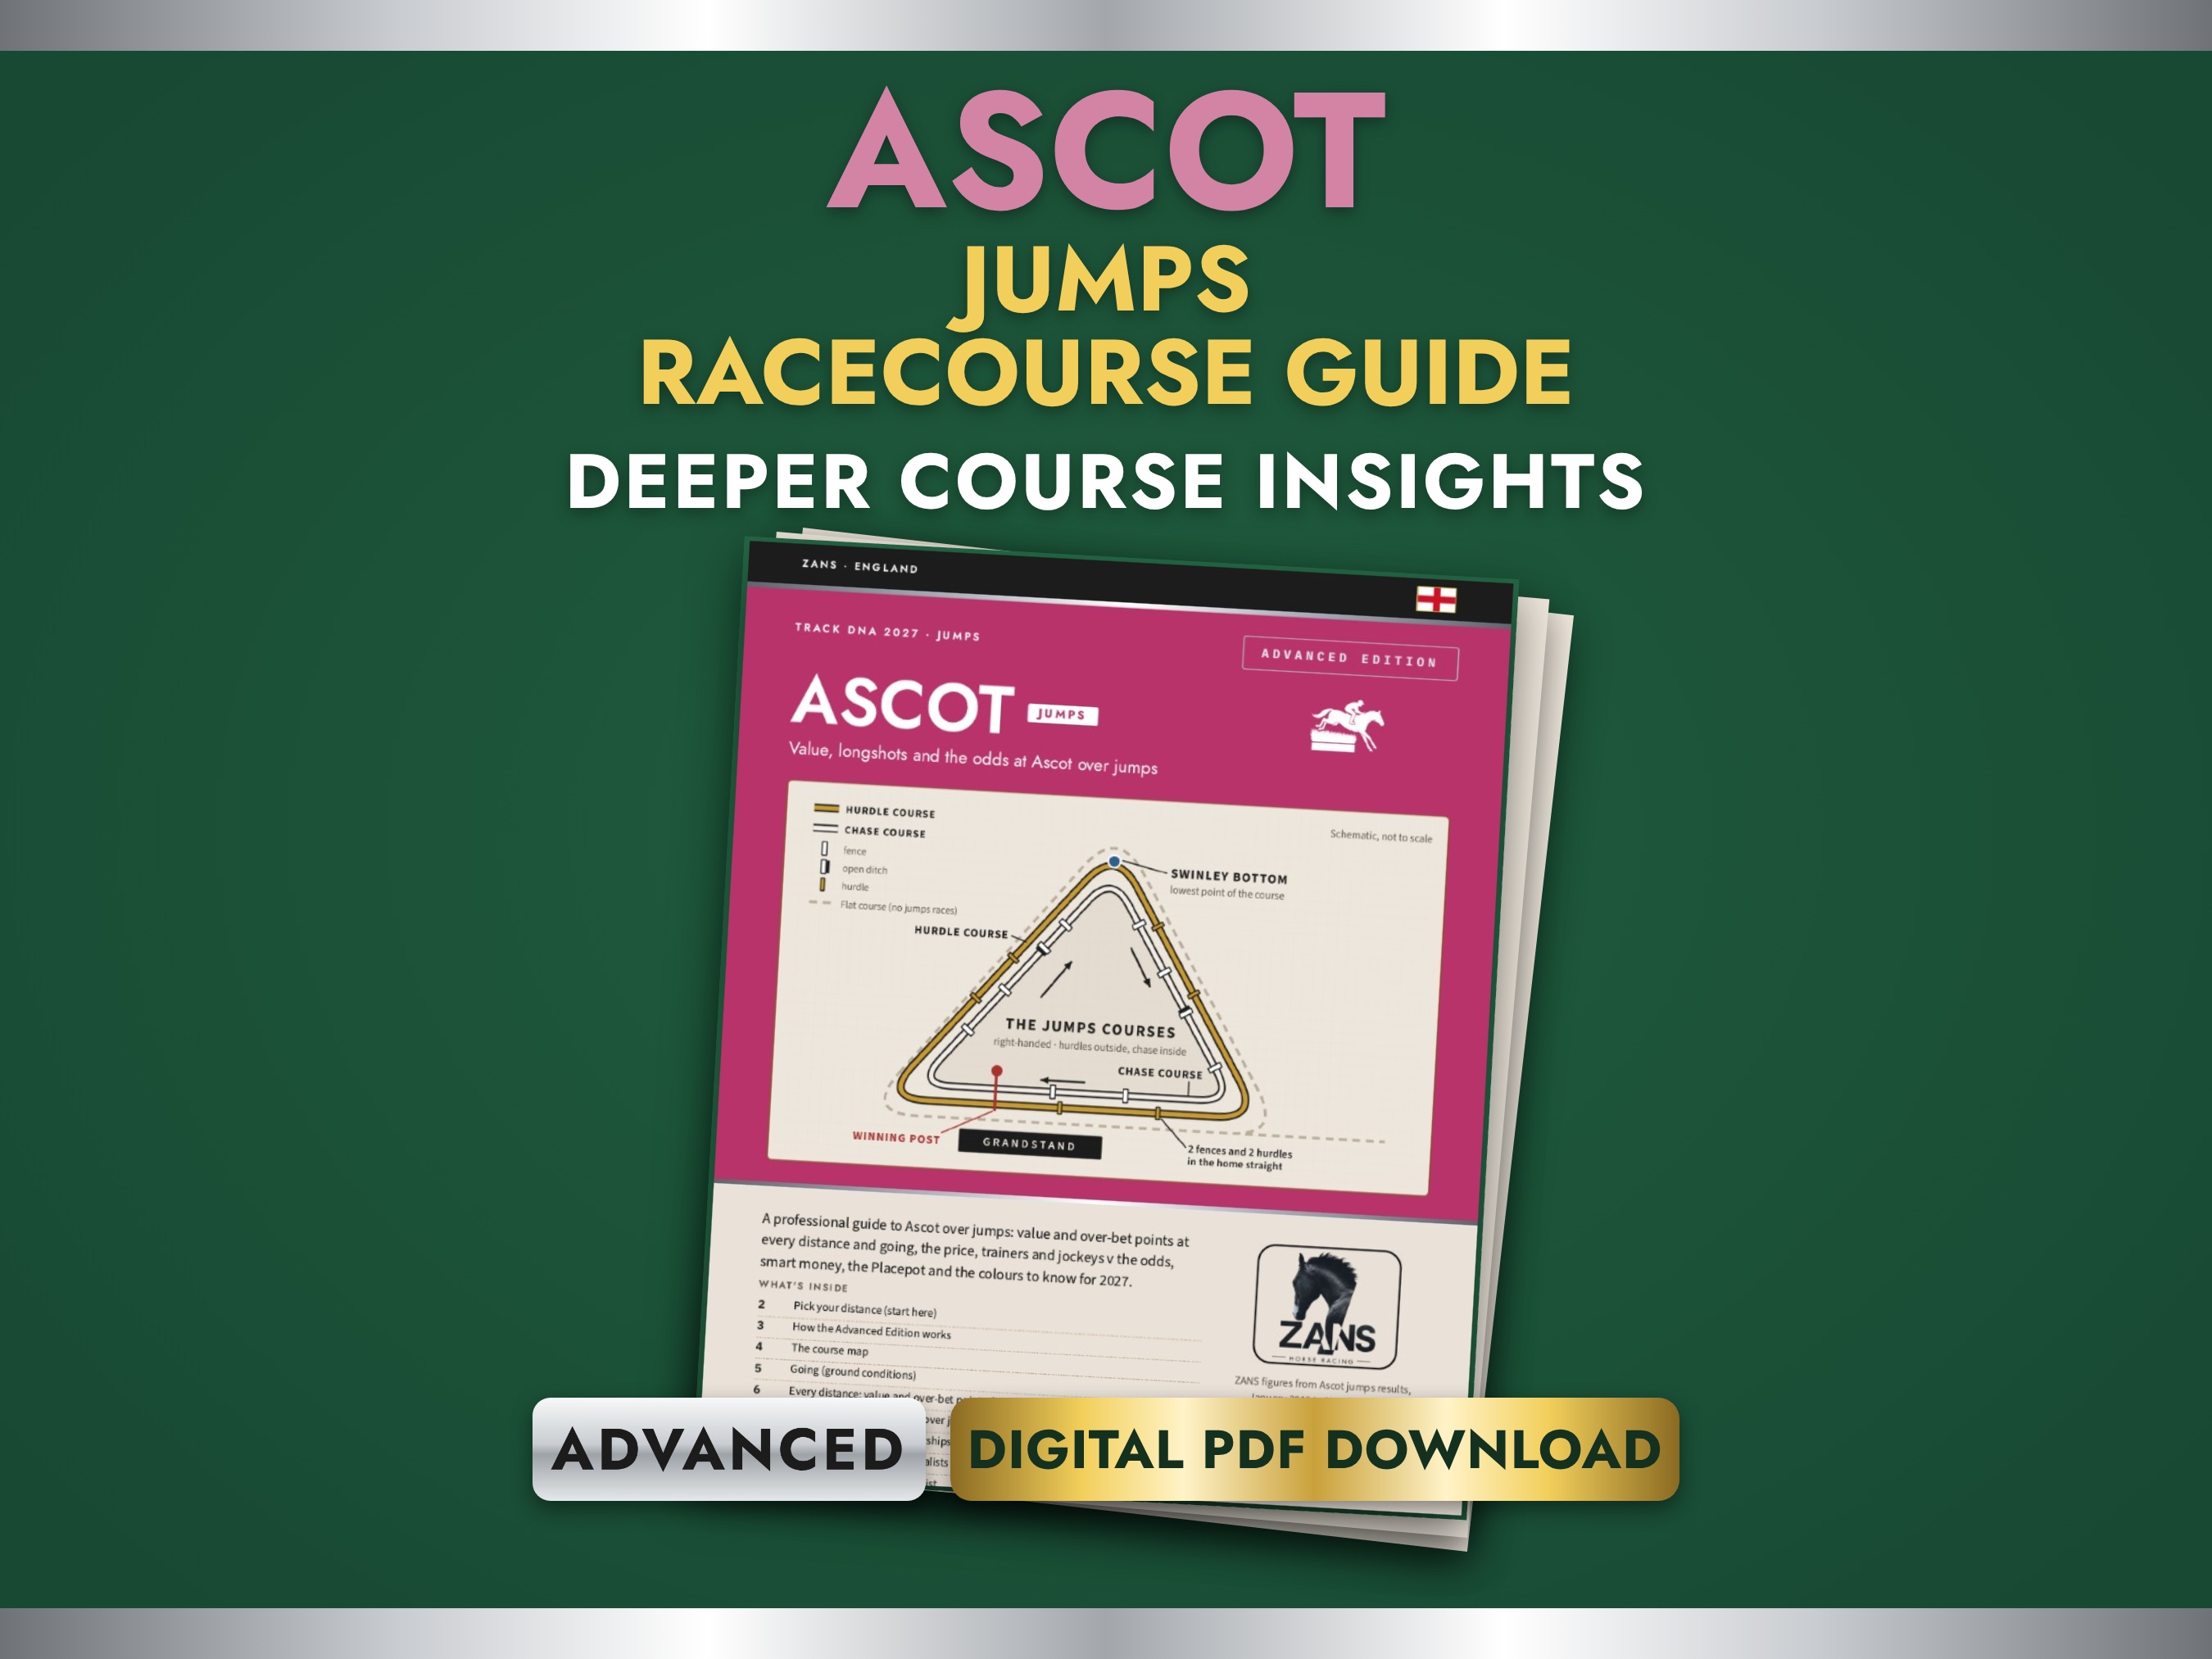 ASCOT
JUMPS
RACECOURSE GUIDE
DEEPER COURSE INSIGHTS
ZANS · ENGLAND
TRACK DNA 2027 · JUMPS
ADVANCED EDITION
ASCOT JUMPS
Value, longshots and the odds at Ascot over jumps
HURDLE COURSE
CHASE COURSE
fence
open ditch
hurdle
Flat course (no jumps races)
Schematic, not to scale
SWINLEY BOTTOM
lowest point of the course
HURDLE COURSE
THE JUMPS COURSES
right-handed - hurdles outside, chase inside
CHASE COURSE
WINNING POST
GRANDSTAND
2 fences and 2 hurdles
in the home straight
A professional guide to Ascot over jumps: value and over-bet points at
every distance and going, the price, trainers and jockeys v the odds,
smart money, the Placepot and the colours to know for 2027.
WHAT'S INSIDE
2 Pick your distance (start here)
3 How the Advanced Edition works
4 The course map
5 Going (ground conditions)
6 Every distance: value and over-bet
ZANS
HORSE RACING
ZANS figures from Ascot jumps results,
ADVANCED
DIGITAL PDF DOWNLOAD